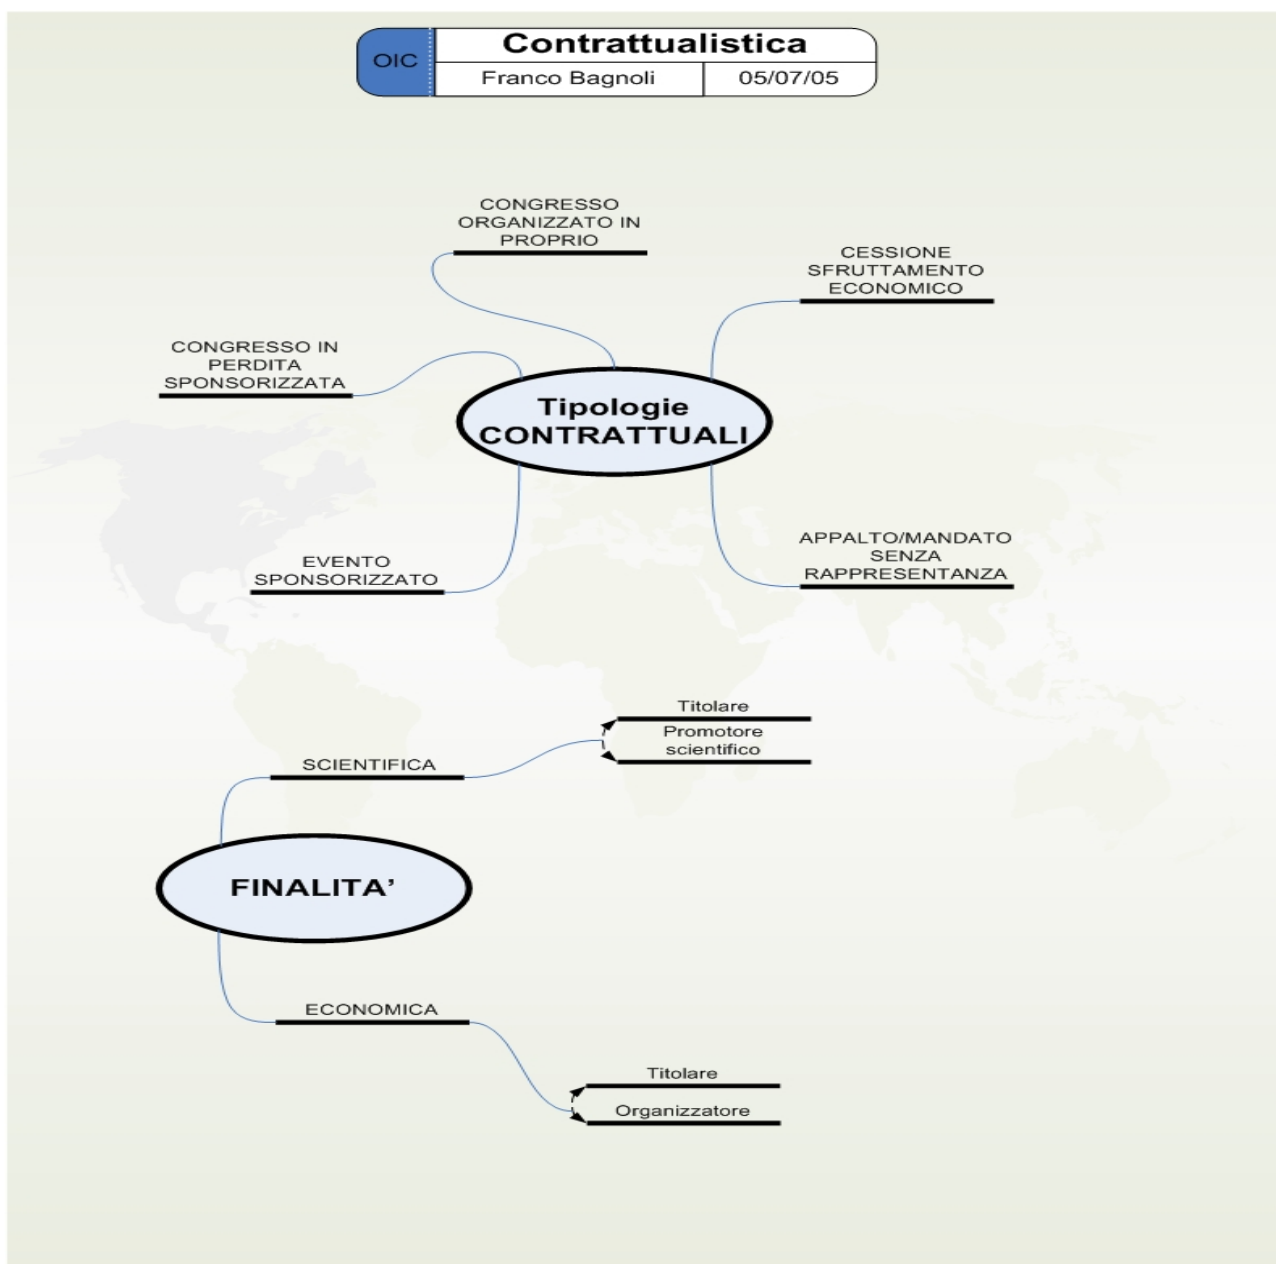 OIC
Contrattualistica
Franco Bagnoli
05/07/05
CONGRESSO
ORGANIZZATO IN
PROPRIO
CESSIONE
SFRUTTAMENTO
ECONOMICO
CONGRESSO IN
PERDITA
SPONSORIZZATA
Tipologie
CONTRATTUALI
EVENTO
SPONSORIZZATO
APPALTO/MANDATO
SENZA
RAPPRESENTANZA
Titolare
Promotore
scientifico
SCIENTIFICA
FINALITA’
ECONOMICA
Titolare
Organizzatore